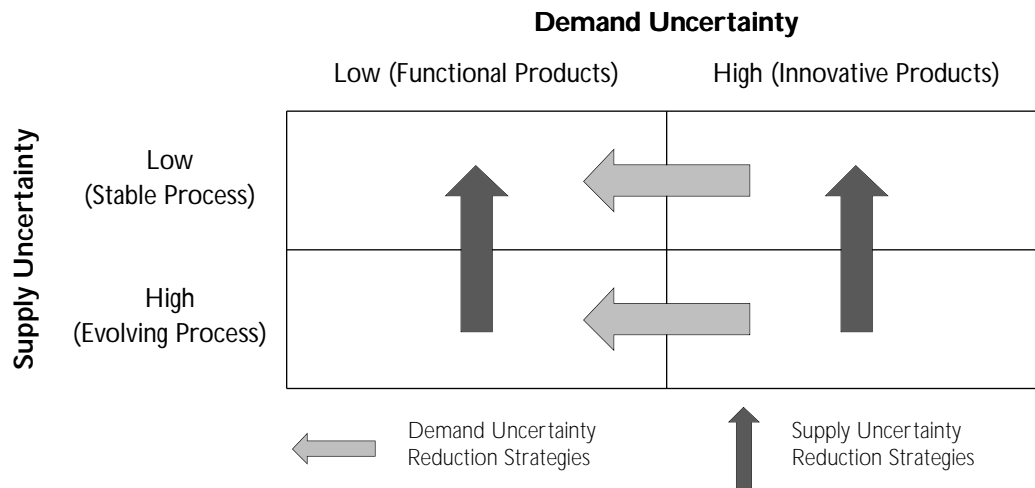 Demand Uncertainty
Low (Functional Products)
High (Innovative Products)
Supply Uncertainty
Low
(Stable Process)
High
(Evolving Process)
Demand Uncertainty
Reduction Strategies
Supply Uncertainty
Reduction Strategies